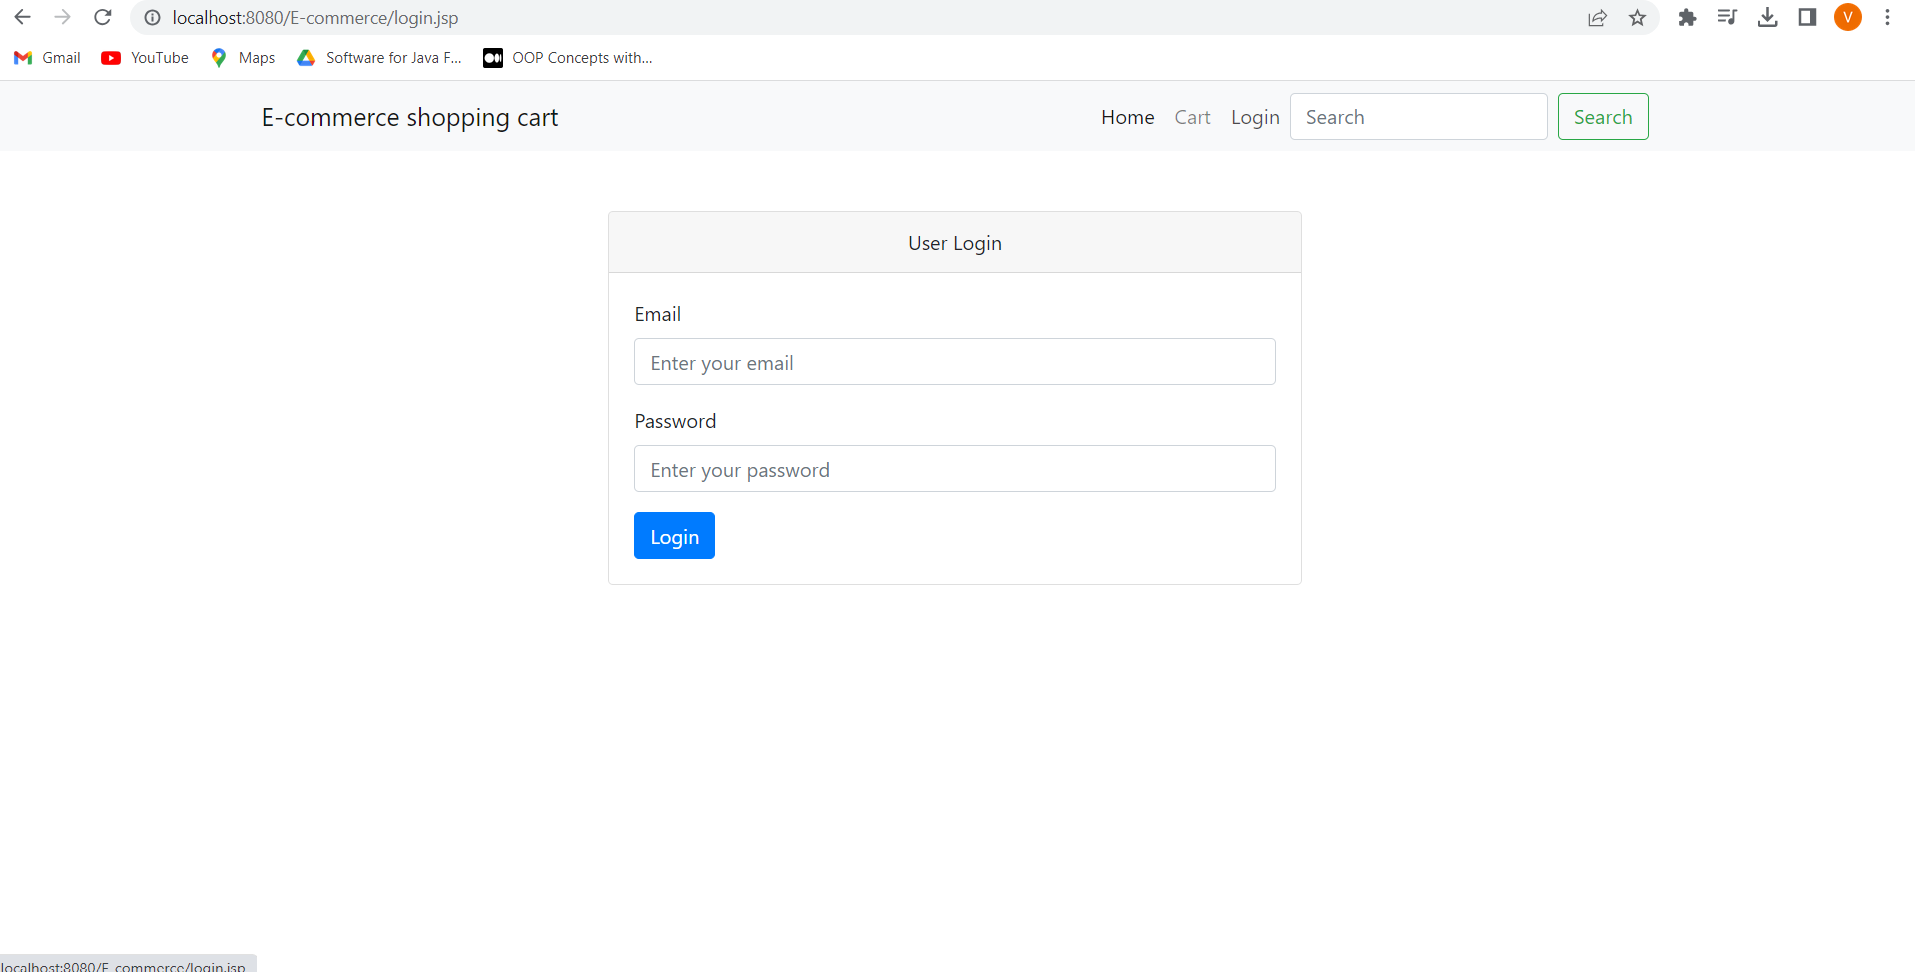 localhost:8080/E-commerce/login.jsp
V
Gmail YouTube Maps Software for Java F... OOP Concepts with...
E-commerce shopping cart Home Cart Login Search Search
User Login
Email
Enter your email
Password
Enter your password
Login
localhost:8080/E-commerce/login.jsp